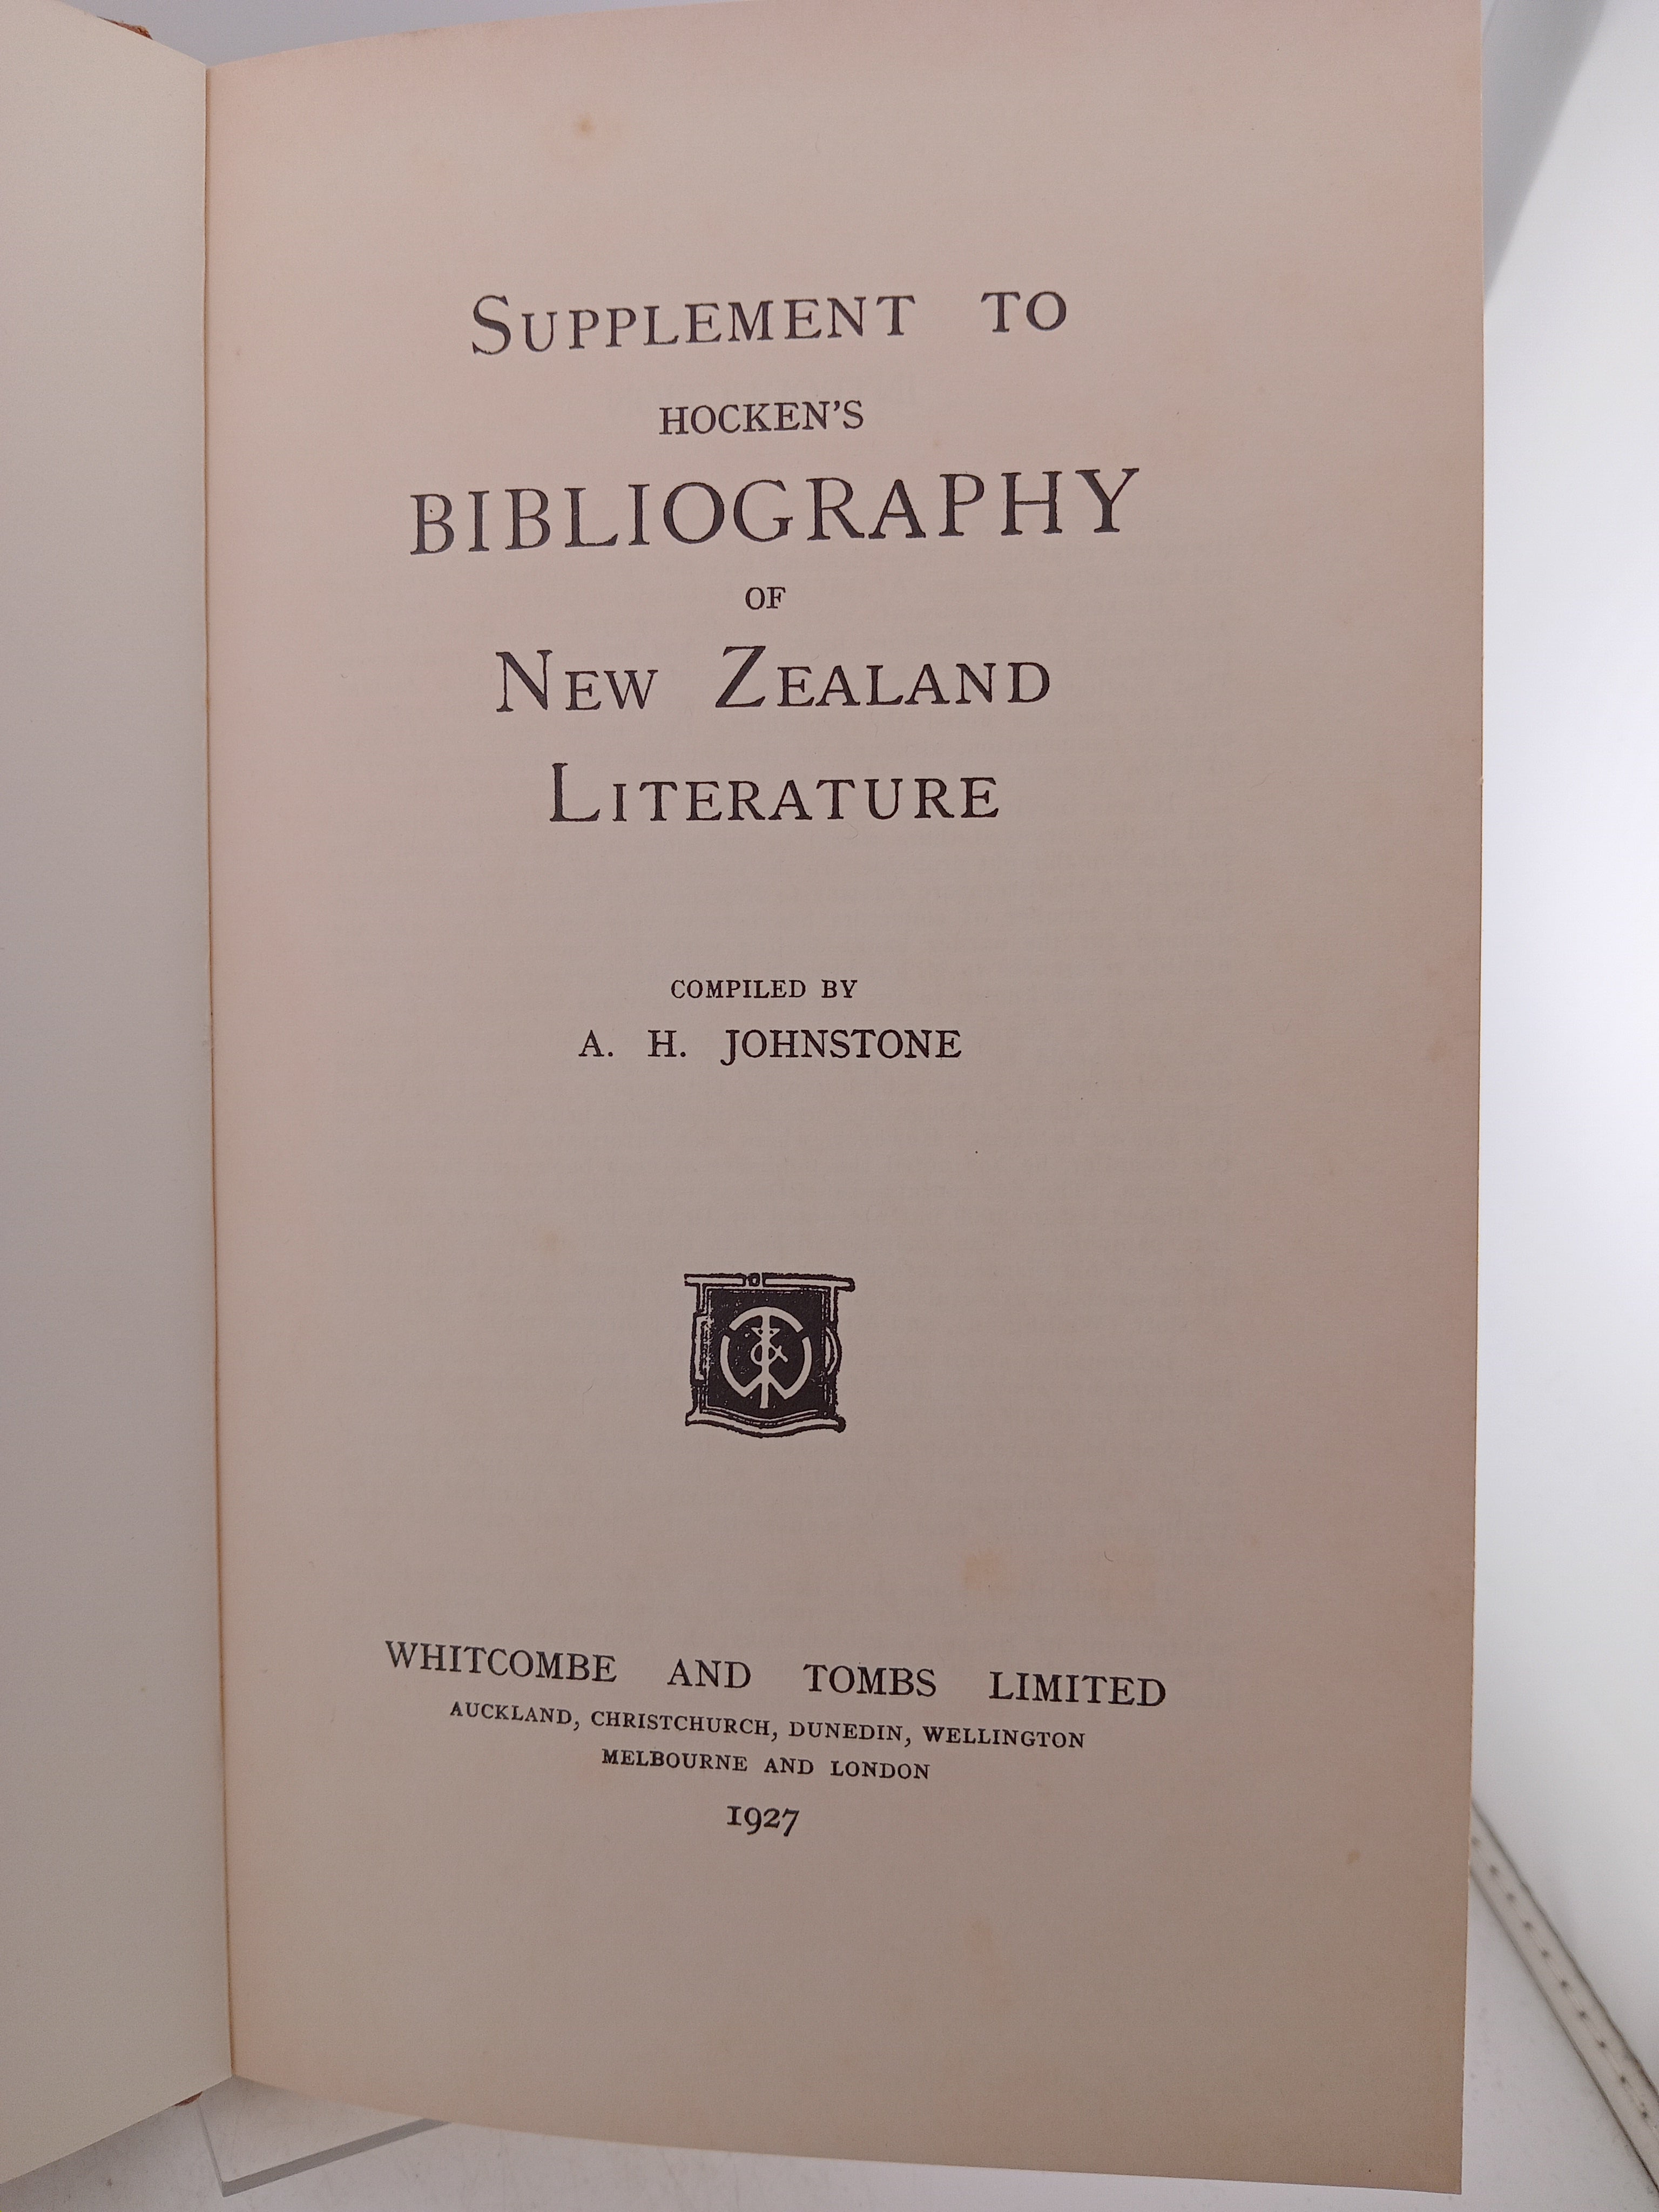 SUPPLEMENT TO
HOCKEN'S
BIBLIOGRAPHY
OF
NEW ZEALAND
LITERATURE
COMPILED BY
A. H. JOHNSTONE
WHITCOMBE AND TOMBS LIMITED
AUCKLAND, CHRISTCHURCH, DUNEDIN, WELLINGTON
MELBOURNE AND LONDON
1927